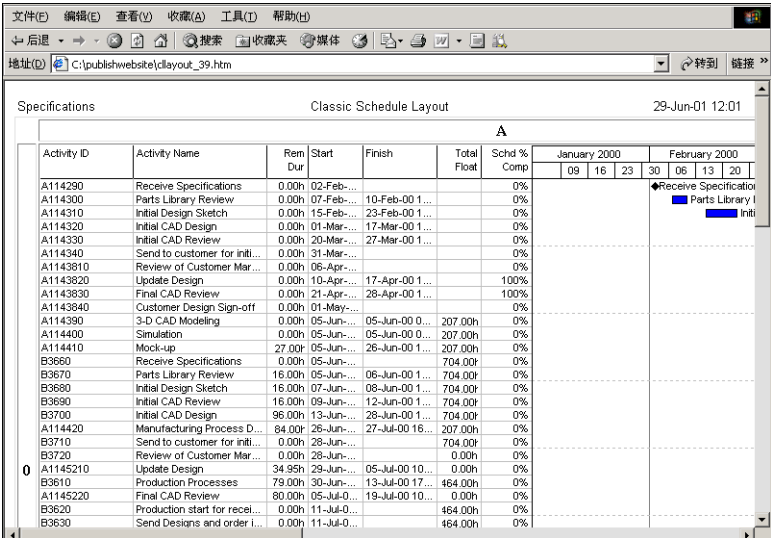 文件(F) 编辑(E) 查看(V) 收藏(A) 工具(T) 帮助(H)
后退 搜索 收藏夹 媒体
地址(D) C:\publishwebsite\cllayout_39.htm 转到 链接 »
Specifications Classic Schedule Layout 29-Jun-01 12:01
A
Activity ID Activity Name Rem Dur Start Finish Total Float Schd % Comp January 2000 February 2000
09 16 23 30 06 13 20
A114290 Receive Specifications 0.00h 02-Feb-... 0% Receive Specification
A114300 Parts Library Review 0.00h 07-Feb-... 10-Feb-00 1... 0% Parts Library
A114310 Initial Design Sketch 0.00h 15-Feb-... 23-Feb-00 1... 0% Initi
A114320 Initial CAD Design 0.00h 01-Mar-... 17-Mar-00 1... 0%
A114330 Initial CAD Review 0.00h 20-Mar-... 27-Mar-00 1... 0%
A114340 Send to customer for initi... 0.00h 31-Mar-... 0%
A1143810 Review of Customer Mar... 0.00h 06-Apr-... 0%
A1143820 Update Design 0.00h 10-Apr-... 17-Apr-00 1... 100%
A1143830 Final CAD Review 0.00h 21-Apr-... 28-Apr-00 1... 100%
A1143840 Customer Design Sign-off 0.00h 01-May-... 0%
A114390 3-D CAD Modeling 0.00h 05-Jun-... 05-Jun-00 0... 207.00h 0%
A114400 Simulation 0.00h 05-Jun-... 05-Jun-00 0... 207.00h 0%
A114410 Mock-up 27.00h 05-Jun-... 26-Jun-00 1... 207.00h 0%
B3660 Receive Specifications 0.00h 05-Jun-... 704.00h 0%
B3670 Parts Library Review 16.00h 05-Jun-... 06-Jun-00 1... 704.00h 0%
B3680 Initial Design Sketch 16.00h 07-Jun-... 08-Jun-00 1... 704.00h 0%
B3690 Initial CAD Review 16.00h 09-Jun-... 12-Jun-00 1... 704.00h 0%
B3700 Initial CAD Design 96.00h 13-Jun-... 28-Jun-00 1... 704.00h 0%
A114420 Manufacturing Process D... 84.00h 28-Jun-... 27-Jul-00 16... 207.00h 0%
B3710 Send to customer for initi... 0.00h 28-Jun-... 704.00h 0%
B3720 Review of Customer Mar... 0.00h 28-Jun-... 0.00h 0%
0 A1145210 Update Design 34.95h 29-Jun-... 05-Jul-00 10... 0.00h 0%
B3610 Production Processes 79.00h 30-Jun-... 13-Jul-00 17... 464.00h 0%
A1145220 Final CAD Review 80.00h 05-Jul-0... 19-Jul-00 10... 0.00h 0%
B3620 Production start for recei... 0.00h 11-Jul-0... 464.00h 0%
B3630 Send Designs and order i... 0.00h 11-Jul-0... 464.00h 0%